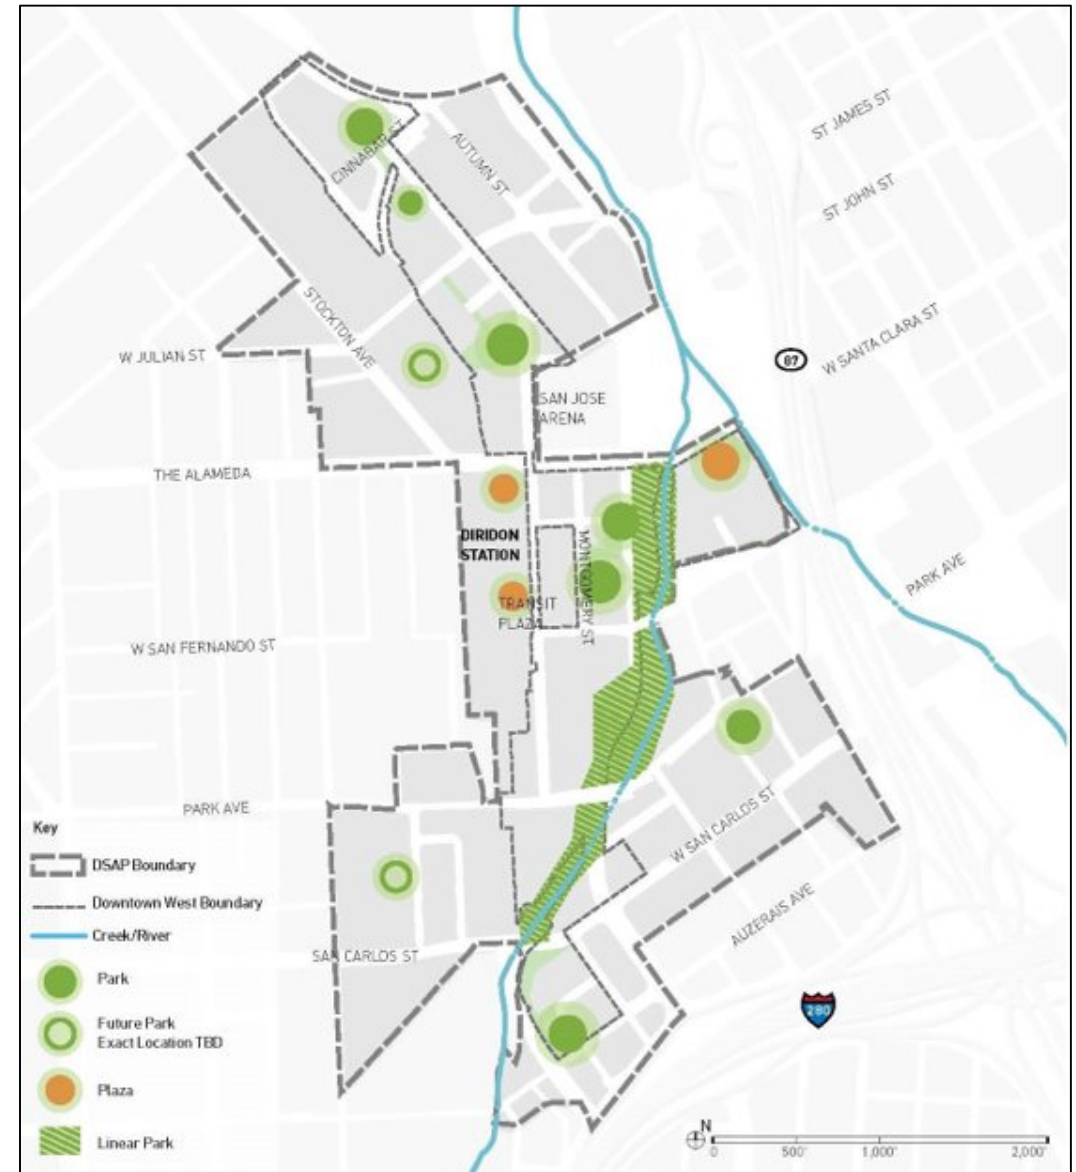 ST JAMES ST
CINNABAR ST
AUTUMN ST
ST JOHN ST
STOCKTON AVE
W JULIAN ST
87
W SANTA CLARA ST
SAN JOSE
ARENA
THE ALAMEDA
DIRIDON
STATION
MONTGOMERY ST
PARK AVE
TRANSIT
PLAZA
W SAN FERNANDO ST
PARK AVE
W SAN CARLOS ST
AUZERAIS AVE
SAN CARLOS ST
280
Key
DSAP Boundary
Downtown West Boundary
Creek/River
Park
Future Park
Exact Location TBD
Plaza
Linear Park
N
0 500' 1,000' 2,000'